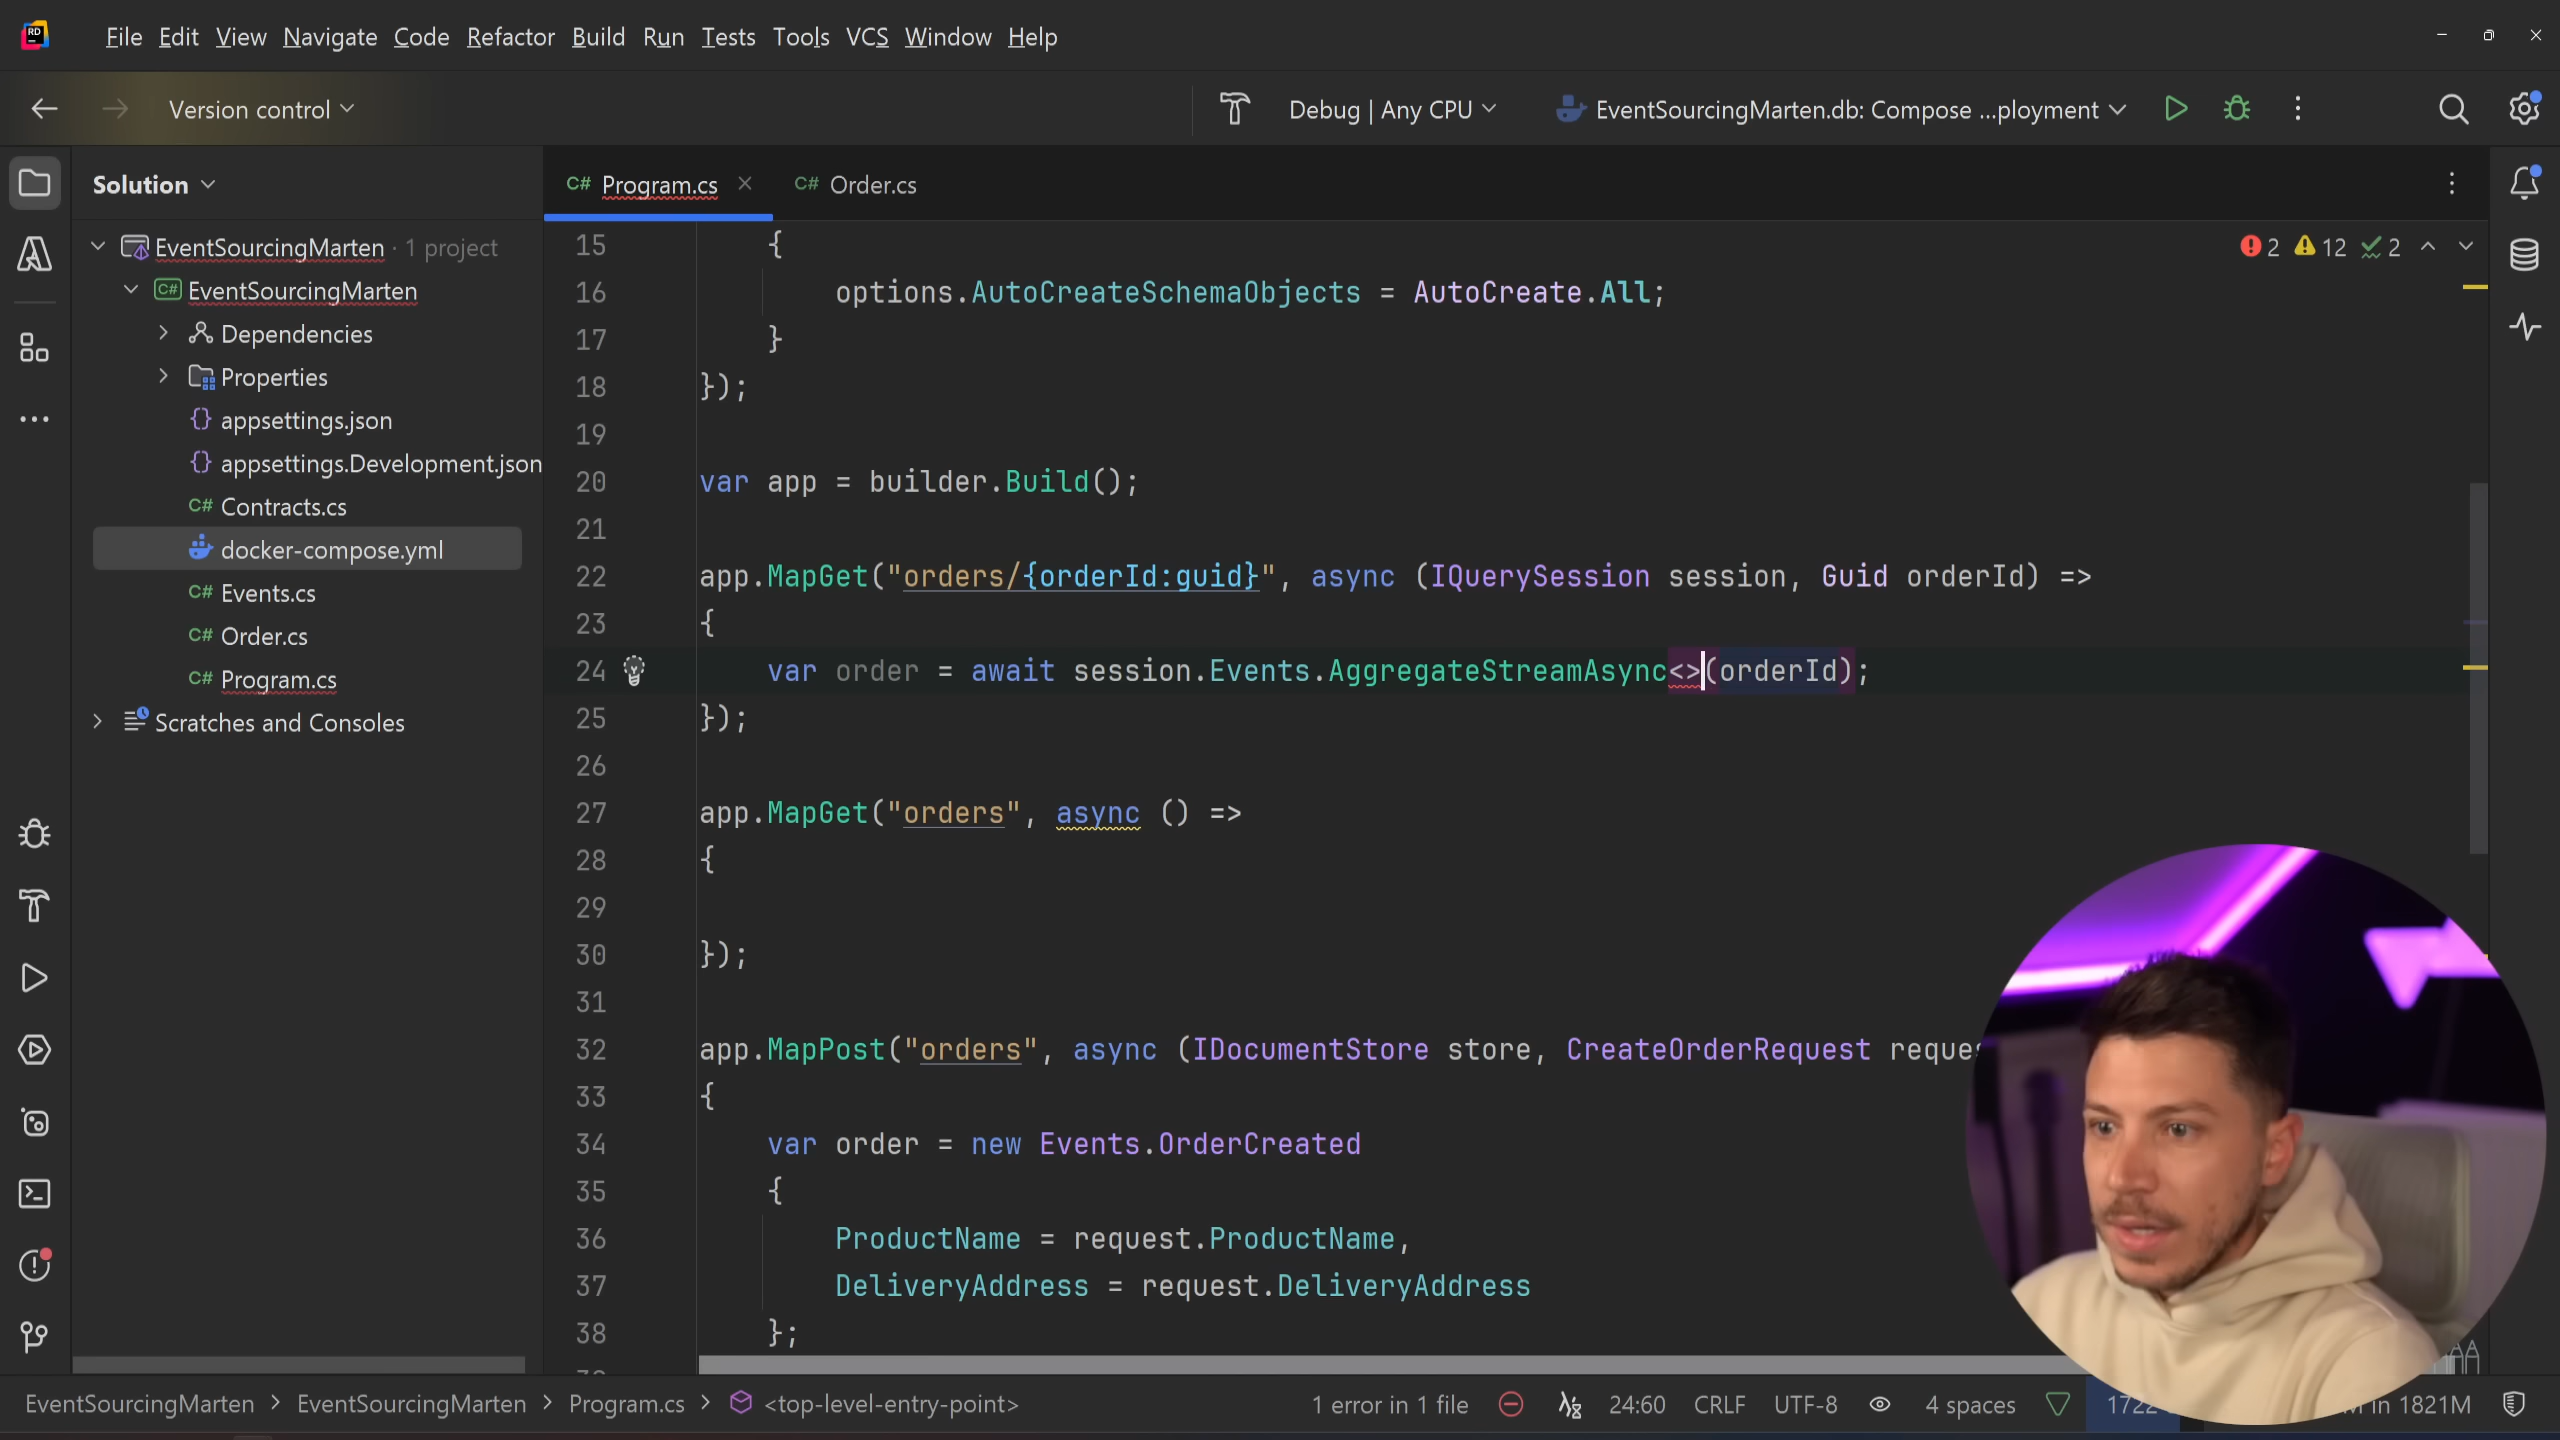 RD
File Edit View Navigate Code Refactor Build Run Tests Tools VCS Window Help
Version control
Debug | Any CPU
EventSourcingMarten.db: Compose ...ployment
Solution
C# Program.cs
C# Order.cs
EventSourcingMarten · 1 project
C# EventSourcingMarten
Dependencies
Properties
{} appsettings.json
{} appsettings.Development.json
C# Contracts.cs
docker-compose.yml
C# Events.cs
C# Order.cs
C# Program.cs
Scratches and Consoles
2 12 2
15 {
16 options.AutoCreateSchemaObjects = AutoCreate.All;
17 }
18 });
19
20 var app = builder.Build();
21
22 app.MapGet("orders/{orderId:guid}", async (IQuerySession session, Guid orderId) =>
23 {
24 var order = await session.Events.AggregateStreamAsync<>(orderId);
25 });
26
27 app.MapGet("orders", async () =>
28 {
29
30 });
31
32 app.MapPost("orders", async (IDocumentStore store, CreateOrderRequest reques
33 {
34 var order = new Events.OrderCreated
35 {
36 ProductName = request.ProductName,
37 DeliveryAddress = request.DeliveryAddress
38 };
EventSourcingMarten > EventSourcingMarten > Program.cs > <top-level-entry-point>
1 error in 1 file
24:60 CRLF UTF-8 4 spaces
1722
in 1821M